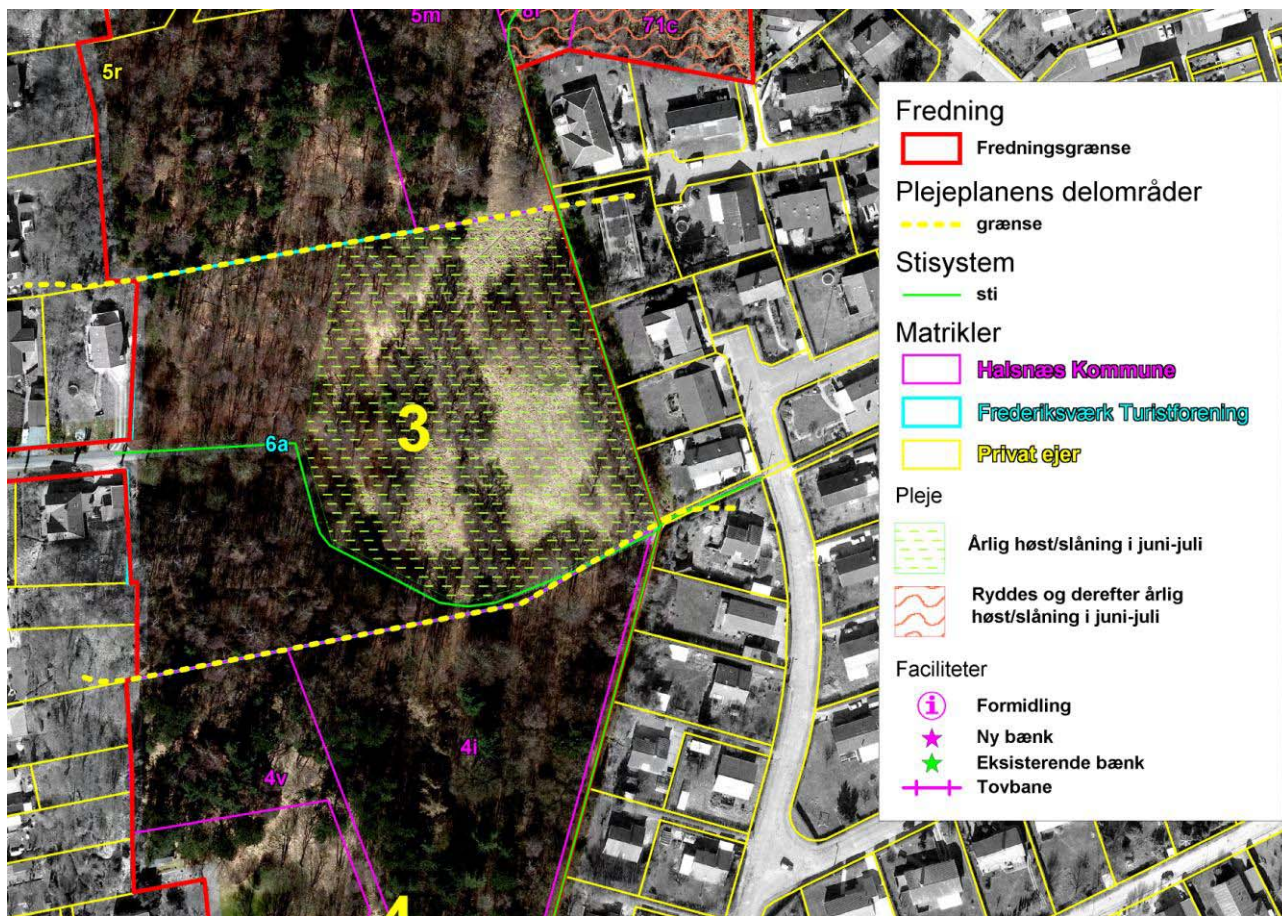 5m
71c
5r
3
6a
4i
4v
4
Fredning
Fredningsgrænse
Plejeplanens delområder
grænse
Stisystem
sti
Matrikler
Halsnæs Kommune
Frederiksværk Turistforening
Privat ejer
Pleje
Årlig høst/slåning i juni-juli
Ryddes og derefter årlig
høst/slåning i juni-juli
Faciliteter
i
Formidling
Ny bænk
Eksisterende bænk
Tovbane